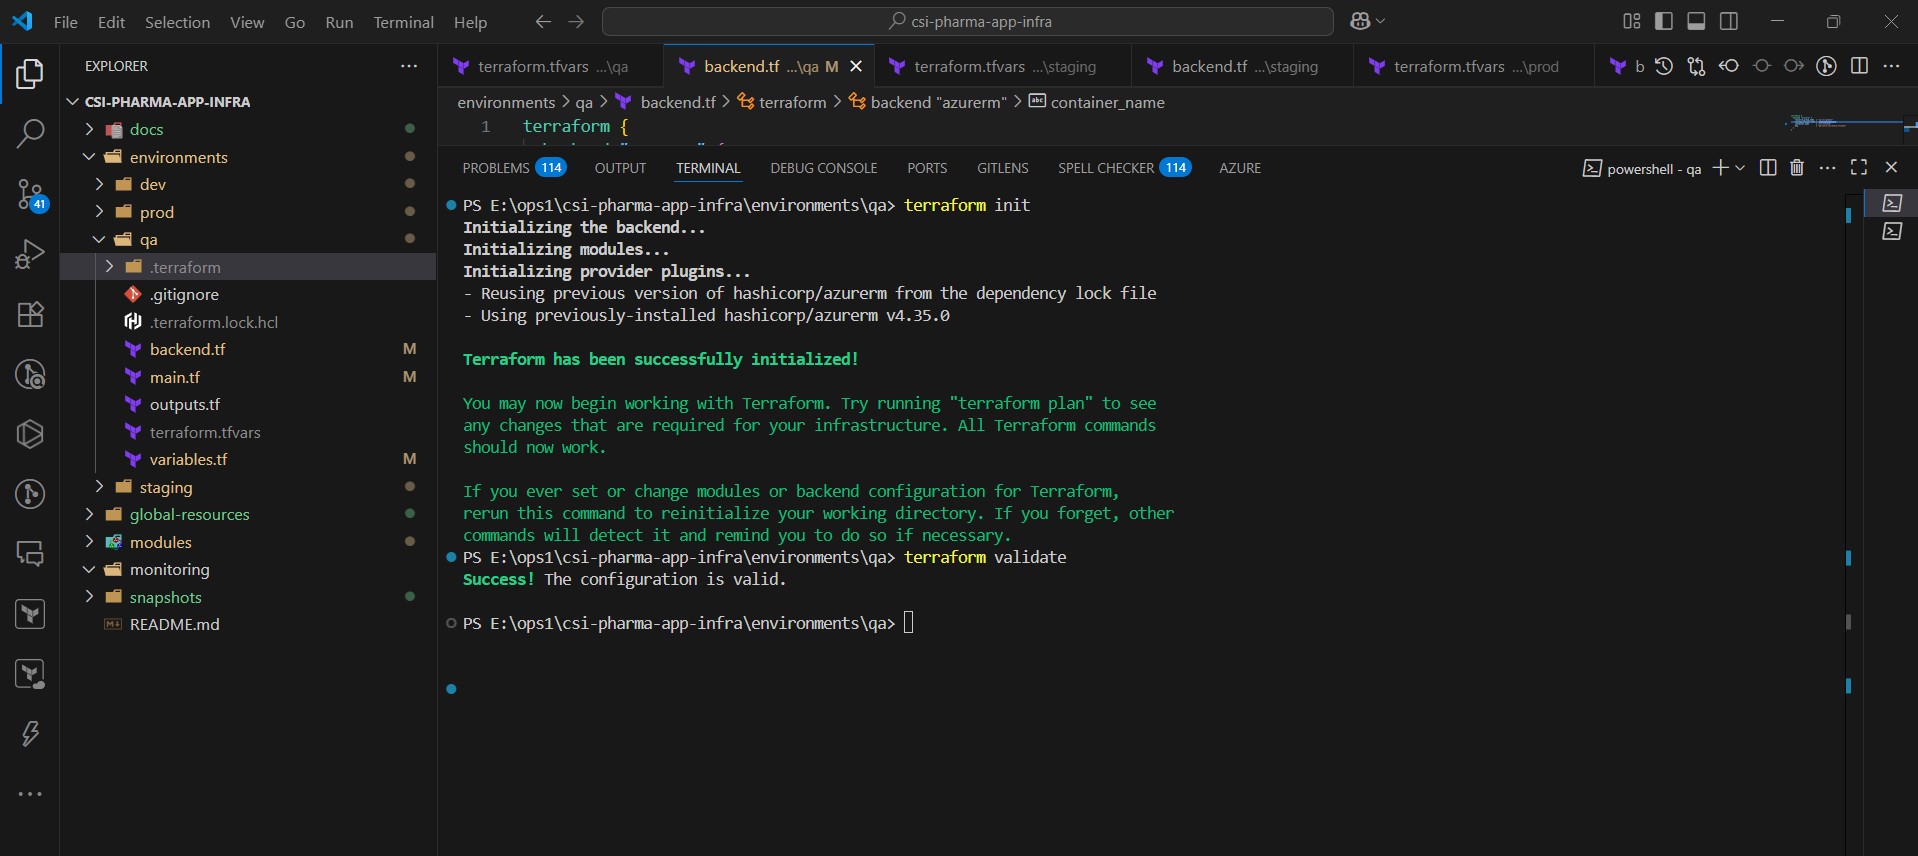 File Edit Selection View Go Run Terminal Help
csi-pharma-app-infra
EXPLORER
CSI-PHARMA-APP-INFRA
docs
environments
dev
prod
qa
.terraform
.gitignore
.terraform.lock.hcl
backend.tf M
main.tf M
outputs.tf
terraform.tfvars
variables.tf M
staging
global-resources
modules
monitoring
snapshots
README.md
41
terraform.tfvars ...\qa
backend.tf ...\qa M
terraform.tfvars ...\staging
backend.tf ...\staging
terraform.tfvars ...\prod
b
environments > qa > backend.tf > terraform > backend "azurerm" > container_name
1 terraform {
PROBLEMS 114 OUTPUT TERMINAL DEBUG CONSOLE PORTS GITLENS SPELL CHECKER 114 AZURE
powershell - qa
PS E:\ops1\csi-pharma-app-infra\environments\qa> terraform init
Initializing the backend...
Initializing modules...
Initializing provider plugins...
- Reusing previous version of hashicorp/azurerm from the dependency lock file
- Using previously-installed hashicorp/azurerm v4.35.0
Terraform has been successfully initialized!
You may now begin working with Terraform. Try running "terraform plan" to see
any changes that are required for your infrastructure. All Terraform commands
should now work.
If you ever set or change modules or backend configuration for Terraform,
rerun this command to reinitialize your working directory. If you forget, other
commands will detect it and remind you to do so if necessary.
PS E:\ops1\csi-pharma-app-infra\environments\qa> terraform validate
Success! The configuration is valid.
PS E:\ops1\csi-pharma-app-infra\environments\qa>